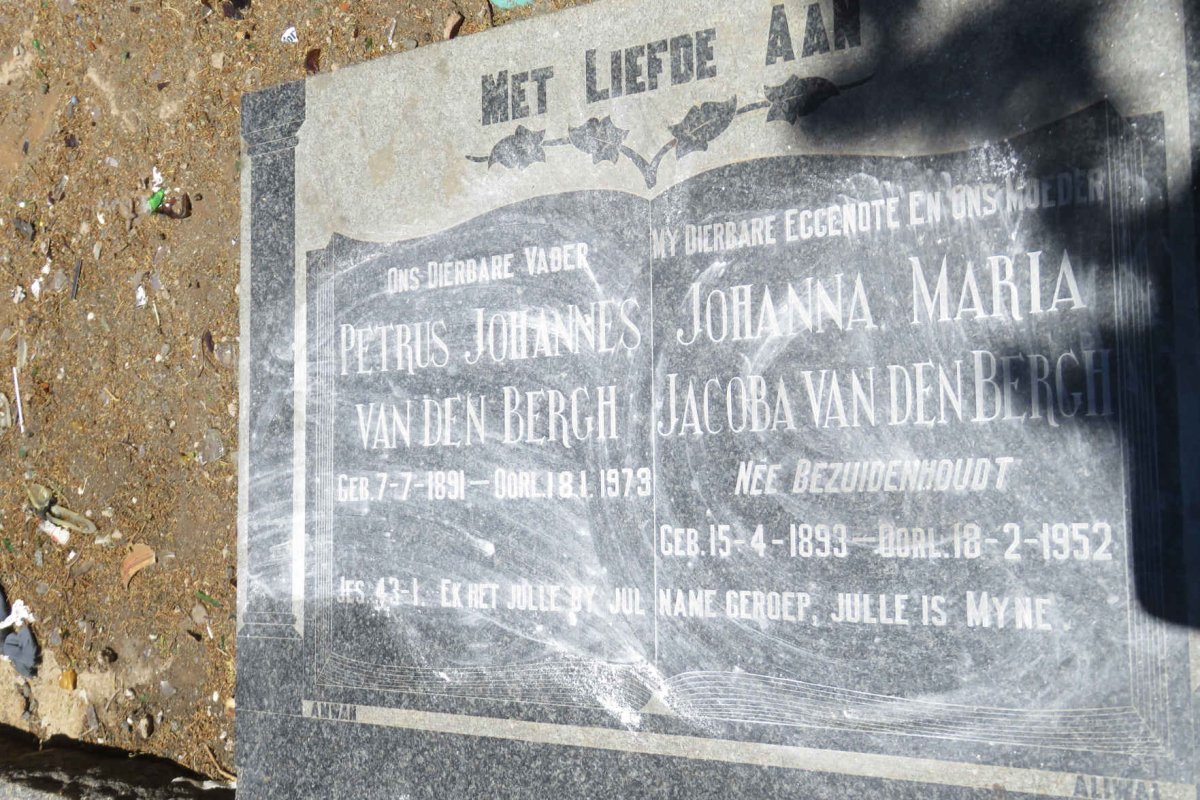 MET LIEFDE AAN
ONS DIERBARE VADER
PETRUS JOHANNES
VAN DEN BERGH
GEB. 7-7-1891 - OORL. 18.1.1973
MY DIERBARE EGGENOTE EN ONS MOEDER
JOHANNA MARIA
JACOBA VAN DEN BERGH
NÉE BEZUIDENHOUDT
GEB. 15-4-1893 - OORL. 18-2-1952
JES 43-1. EK HET JULLE BY JUL NAME GEROEP, JULLE IS MYNE
ALIWAL